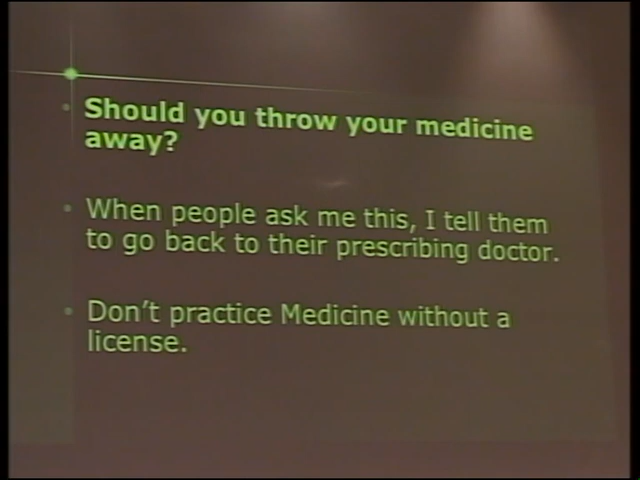 Should you throw your medicine
away?
When people ask me this, I tell them
to go back to their prescribing doctor.
Don't practice Medicine without a
license.